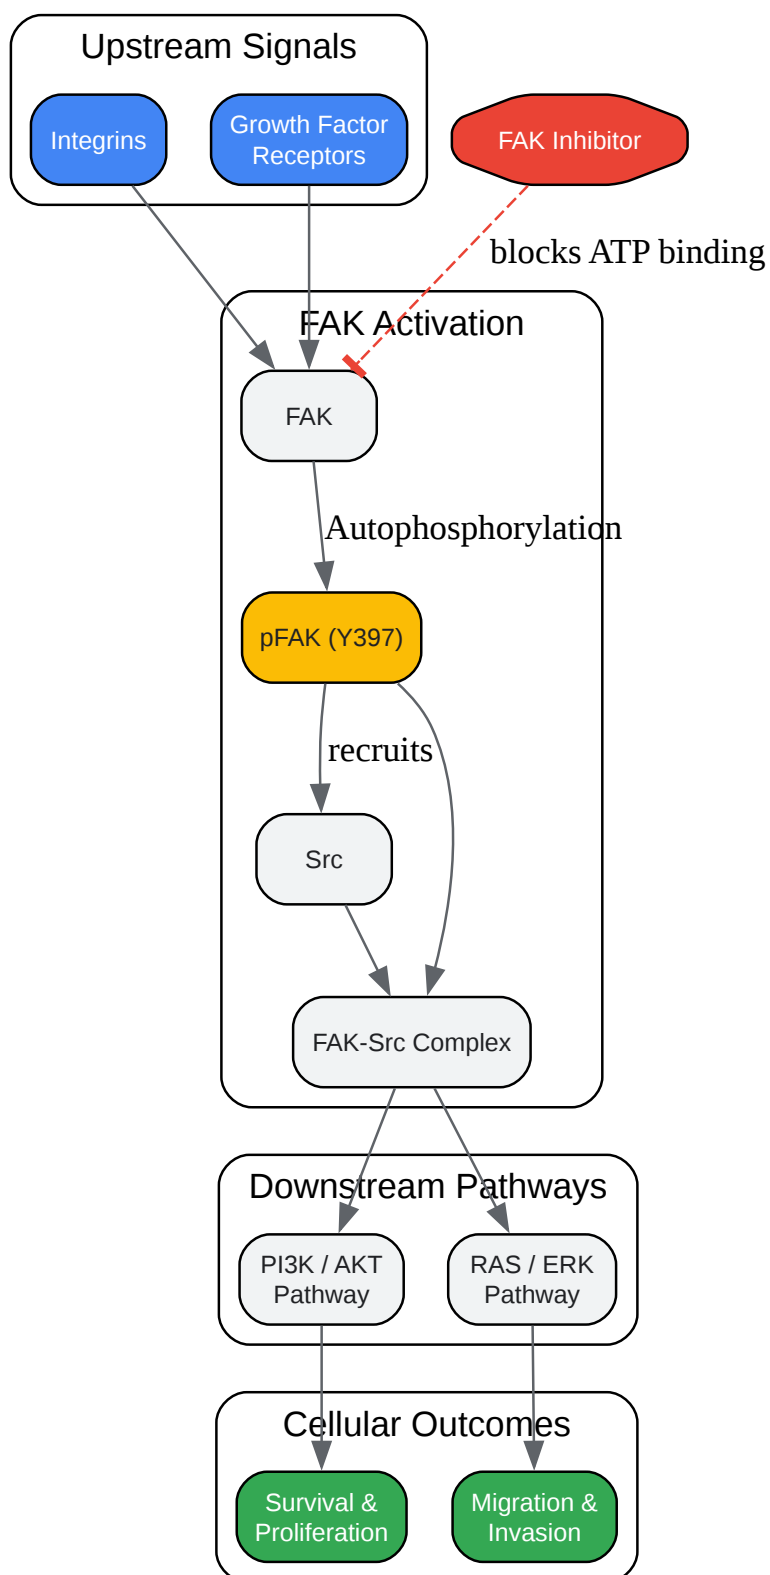 Upstream Signals
Integrins
Growth Factor
Receptors
FAK Inhibitor
blocks ATP binding
FAK Activation
FAK
Autophosphorylation
pFAK (Y397)
recruits
Src
FAK-Src Complex
Downstream Pathways
PI3K / AKT
Pathway
RAS / ERK
Pathway
Cellular Outcomes
Survival &
Proliferation
Migration &
Invasion